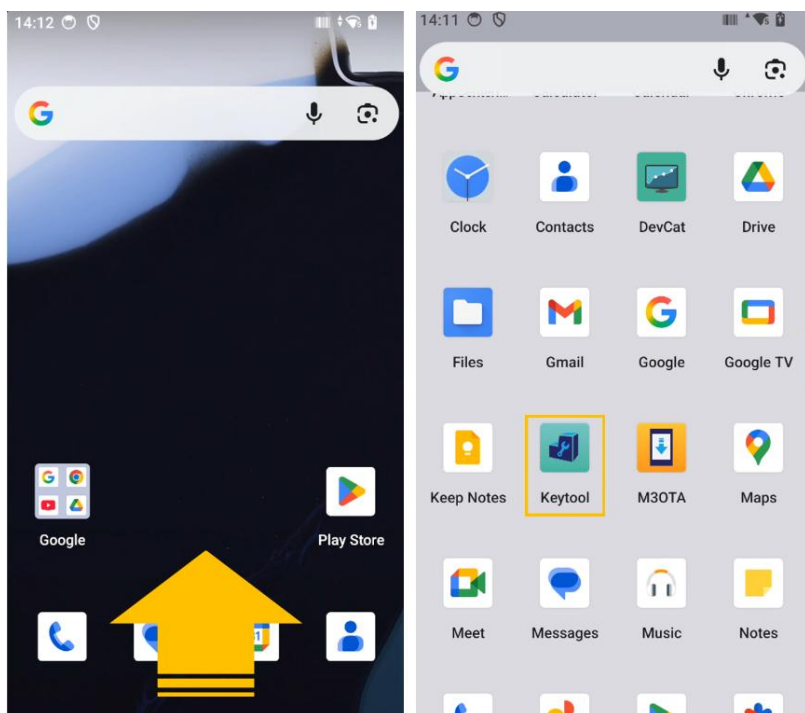 14:12
Google
Play Store
31
14:11
Clock
Contacts
DevCat
Drive
Files
Gmail
Google
Google TV
Keep Notes
Keytool
M3OTA
Maps
Meet
Messages
Music
Notes